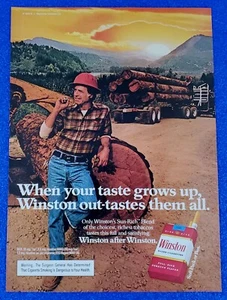 When your taste grows up,
Winston out-tastes them all.
Only Winston's Sun-Rich™ Blend
of the choicest, richest tobaccos
tastes this full and satisfying.
Winston after Winston.
Warning: The Surgeon General Has Determined
That Cigarette Smoking Is Dangerous to Your Health.
Winston